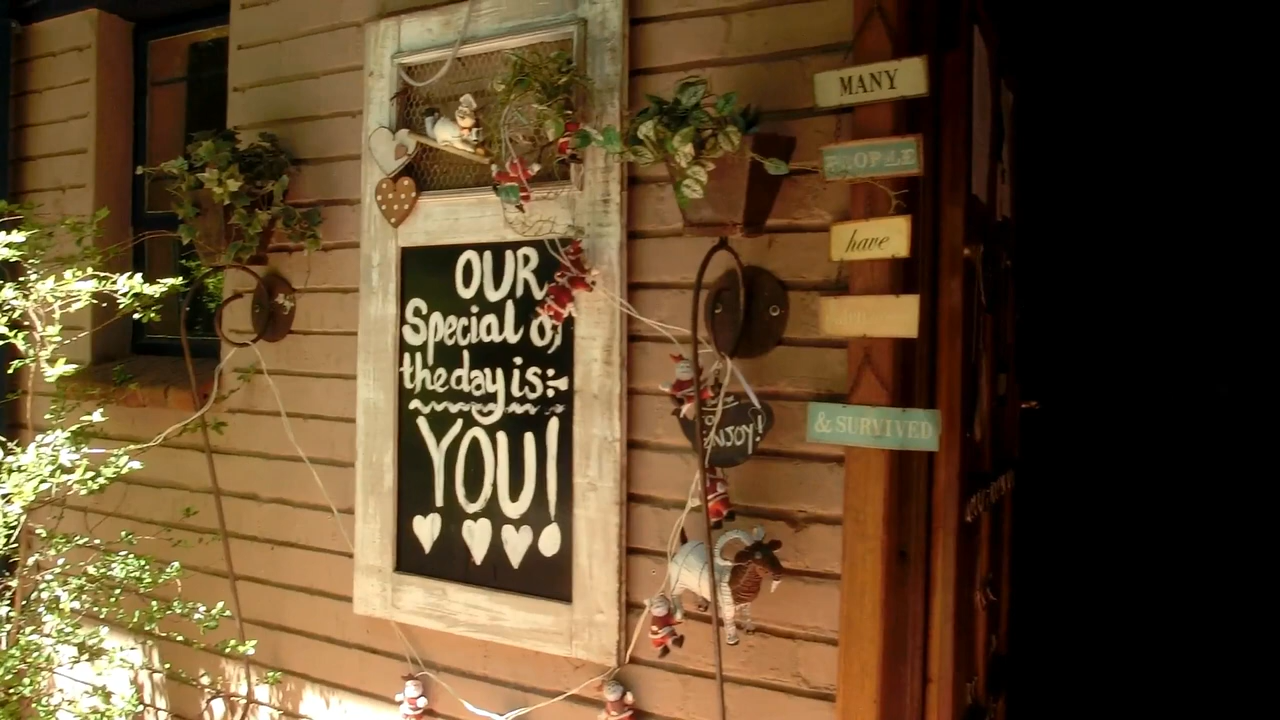 OUR
Special of
the day is:-
YOU!
ENJOY!
MANY
PEOPLE
have
& SURVIVED